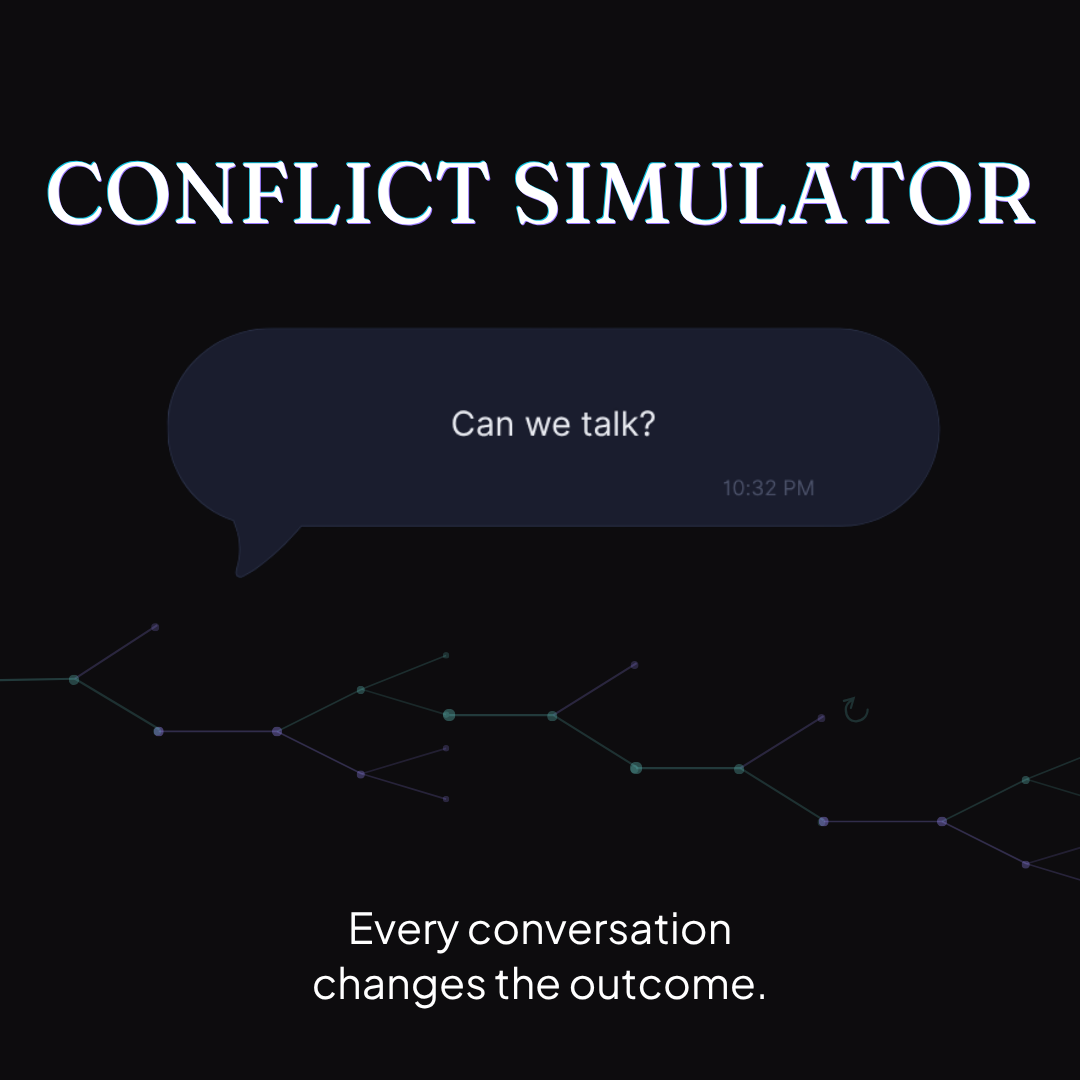 CONFLICT SIMULATOR
Can we talk?
10:32 PM
Every conversation
changes the outcome.